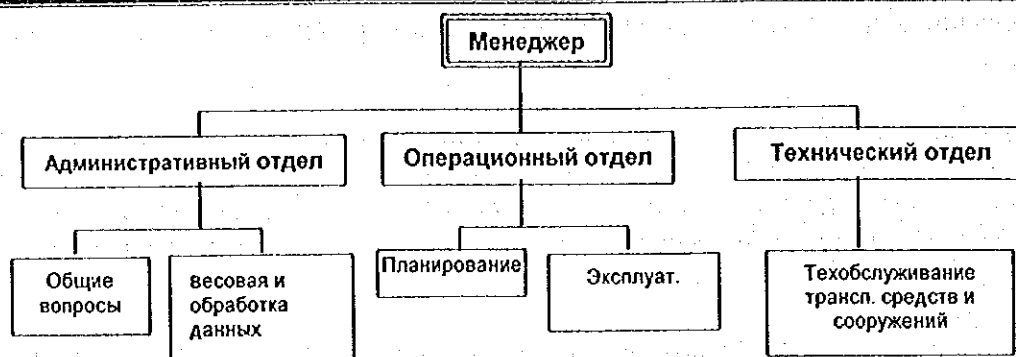 Менеджер
Административный отдел
Операционный отдел
Технический отдел
Общие
вопросы
весовая и
обработка
данных
Планирование
Эксплуат.
Техобслуживание
трансп. средств и
сооружений